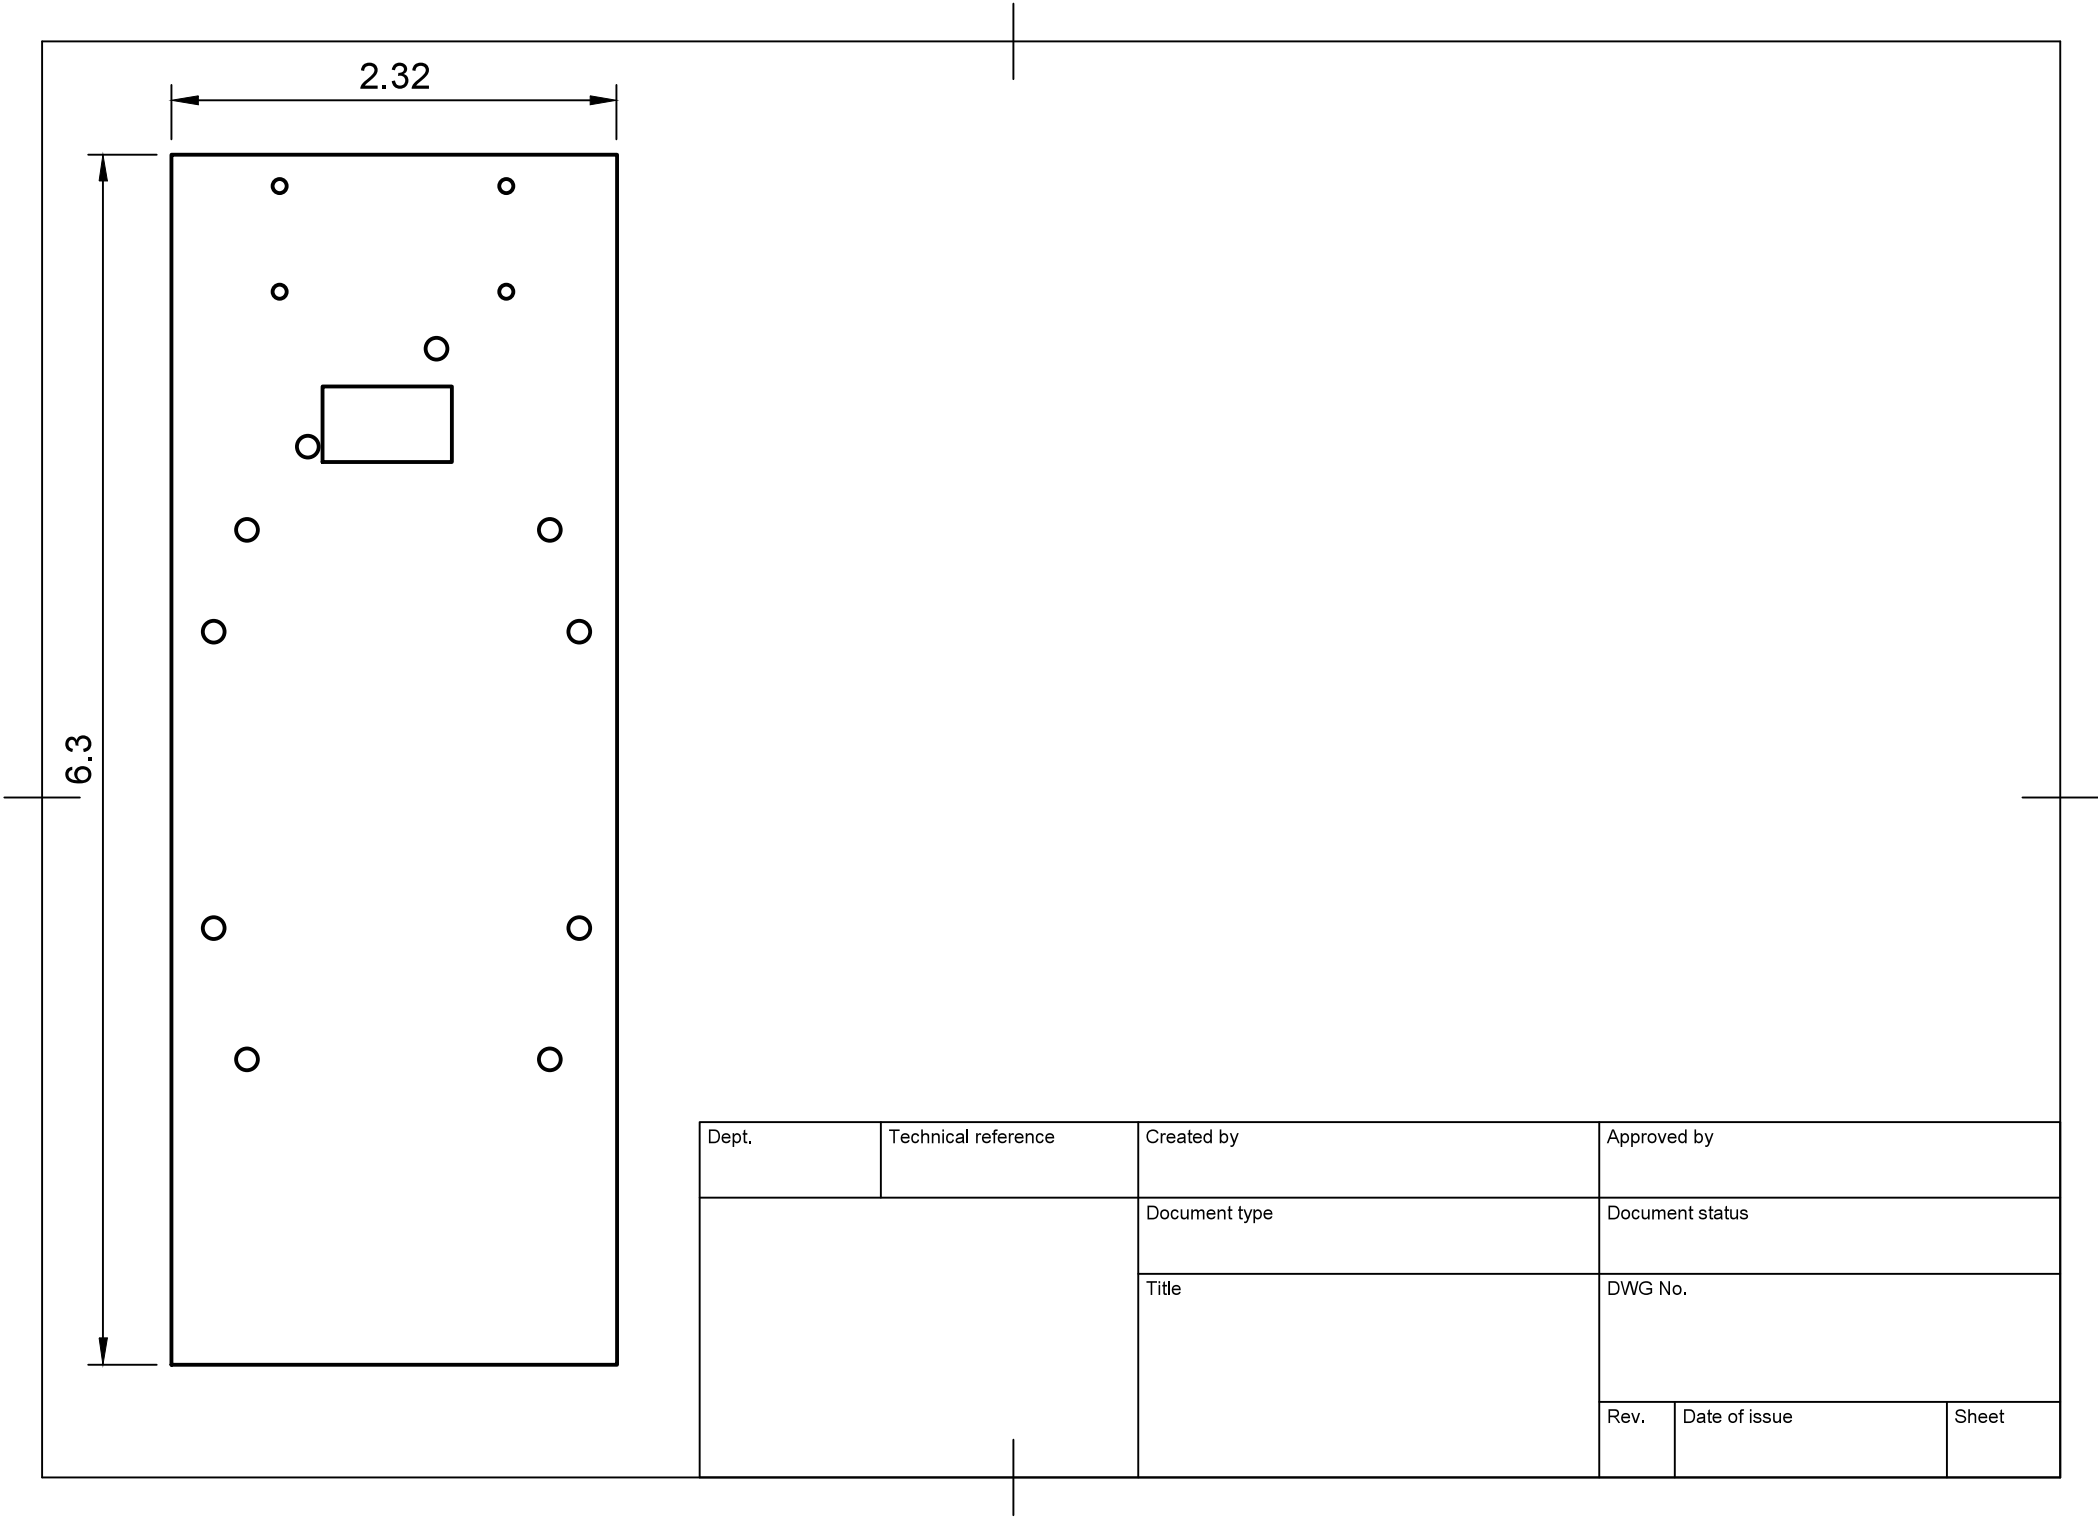 2.32
6.3
Dept.
Technical reference
Created by
Approved by
Document type
Document status
Title
DWG No.
Rev.
Date of issue
Sheet